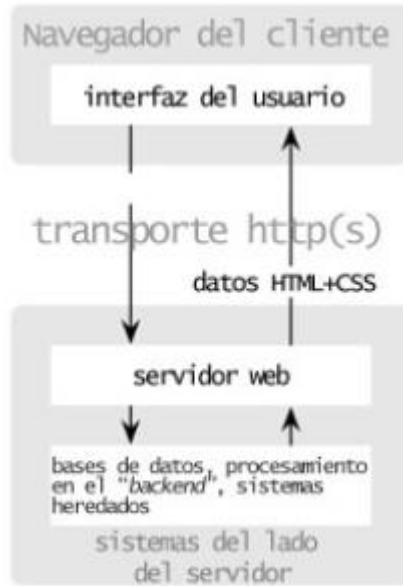 Navegador del cliente
interfaz del usuario
transporte http(s)
datos HTML+CSS
servidor web
bases de datos, procesamiento
en el "backend", sistemas
heredados
sistemas del lado
del servidor